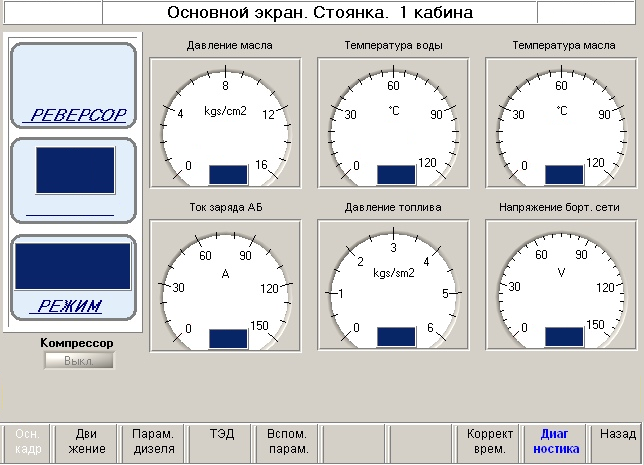 Основной экран. Стоянка. 1 кабина
РЕВЕРСОР
РЕЖИМ
Компрессор
Выкл.
Давление масла
kgs/cm2
0 4 8 12 16
Температура воды
°C
0 30 60 90 120
Температура масла
°C
0 30 60 90 120
Ток заряда АБ
A
0 30 60 90 120 150
Давление топлива
kgs/sm2
0 1 2 3 4 5 6
Напряжение борт. сети
V
0 30 60 90 120 150
Осн.
кадр
Дви
жение
Парам.
дизеля
ТЭД
Вспом.
парам.
Коррект
врем.
Диаг
ностика
Назад